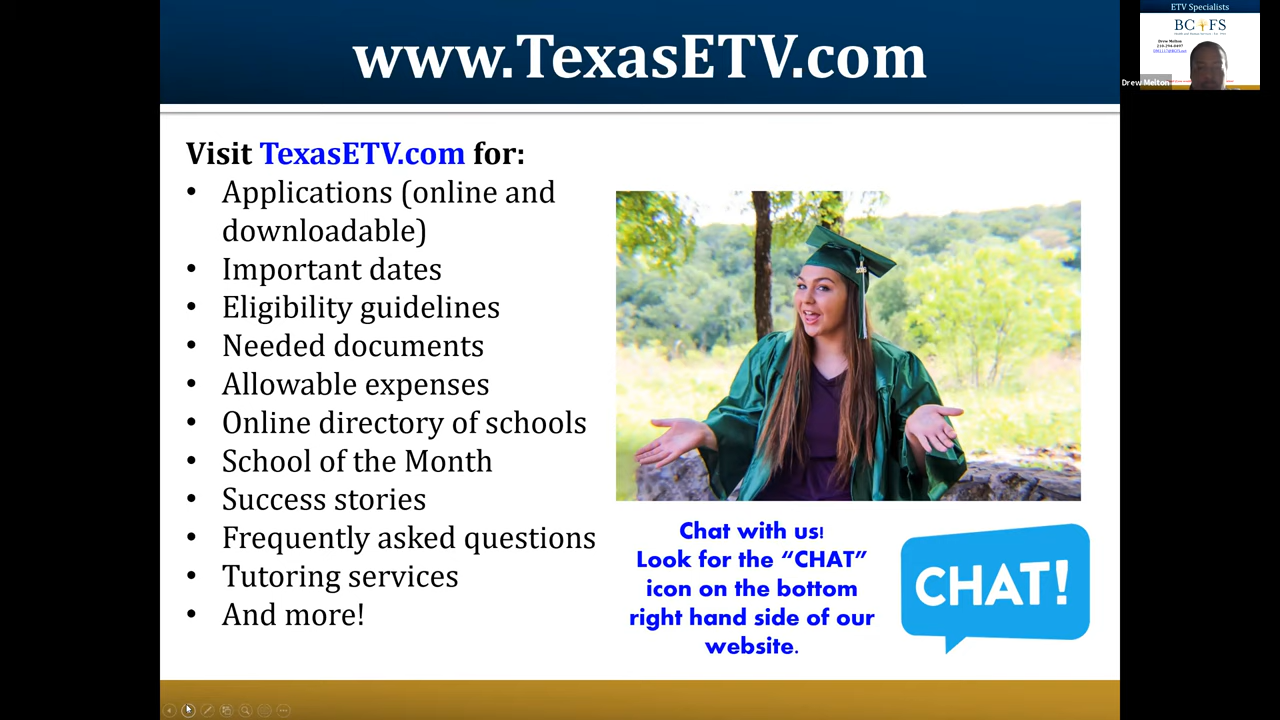 www.TexasETV.com
Visit TexasETV.com for:
• Applications (online and
downloadable)
• Important dates
• Eligibility guidelines
• Needed documents
• Allowable expenses
• Online directory of schools
• School of the Month
• Success stories
• Frequently asked questions
• Tutoring services
• And more!
Chat with us!
Look for the “CHAT”
icon on the bottom
right hand side of our
website.
CHAT!
ETV Specialists
BCFS
Drew Melton
Drew Melton